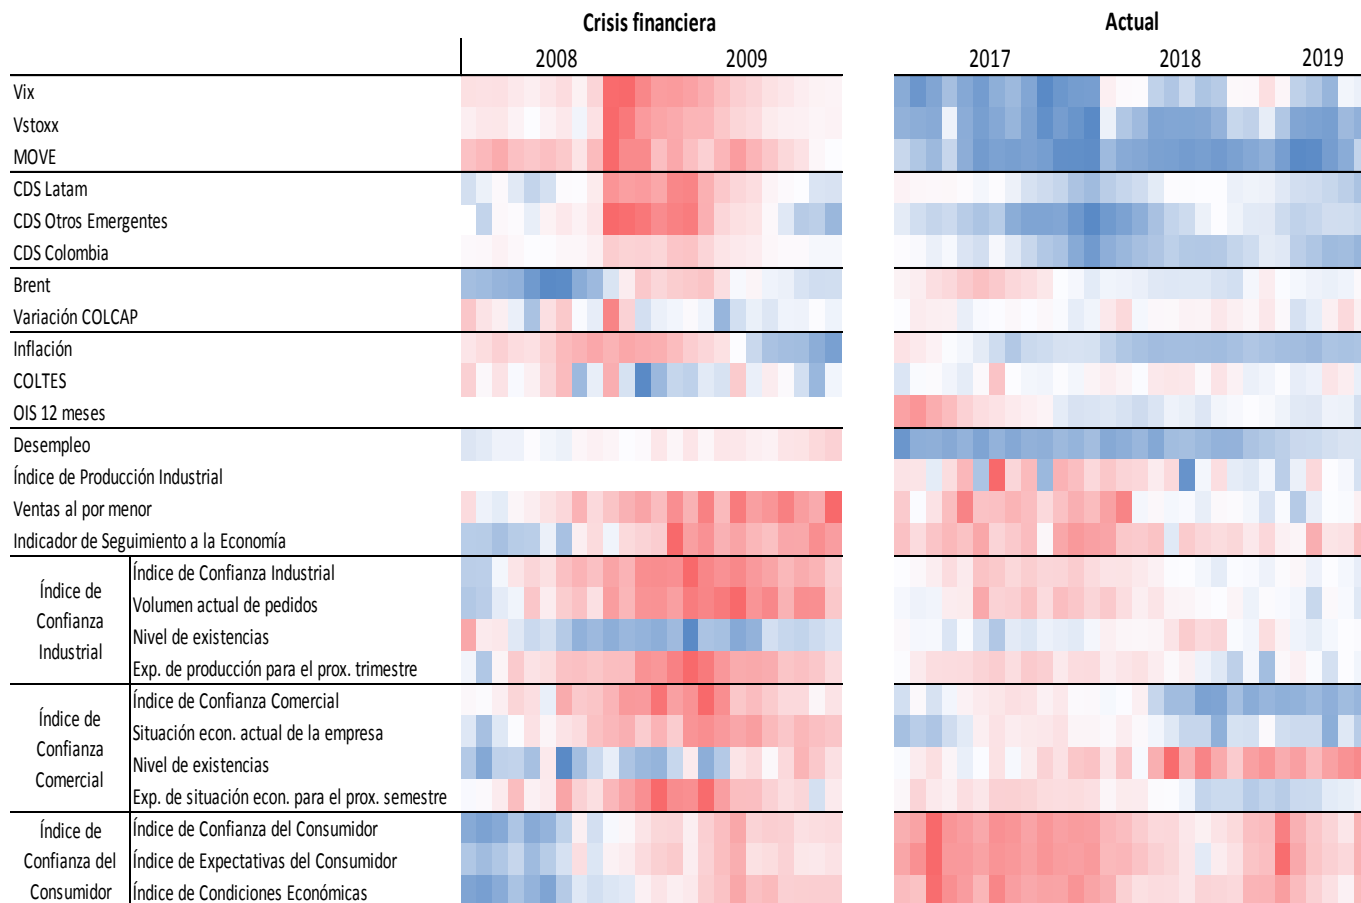 Crisis financiera Actual
2008 2009 2017 2018 2019
Vix
Vstoxx
MOVE
CDS Latam
CDS Otros Emergentes
CDS Colombia
Brent
Variación COLCAP
Inflación
COLTES
OIS 12 meses
Desempleo
Índice de Producción Industrial
Ventas al por menor
Indicador de Seguimiento a la Economía
Índice de
Confianza
Industrial
Índice de Confianza Industrial
Volumen actual de pedidos
Nivel de existencias
Exp. de producción para el prox. trimestre
Índice de
Confianza
Comercial
Índice de Confianza Comercial
Situación econ. actual de la empresa
Nivel de existencias
Exp. de situación econ. para el prox. semestre
Índice de
Confianza del
Consumidor
Índice de Confianza del Consumidor
Índice de Expectativas del Consumidor
Índice de Condiciones Económicas